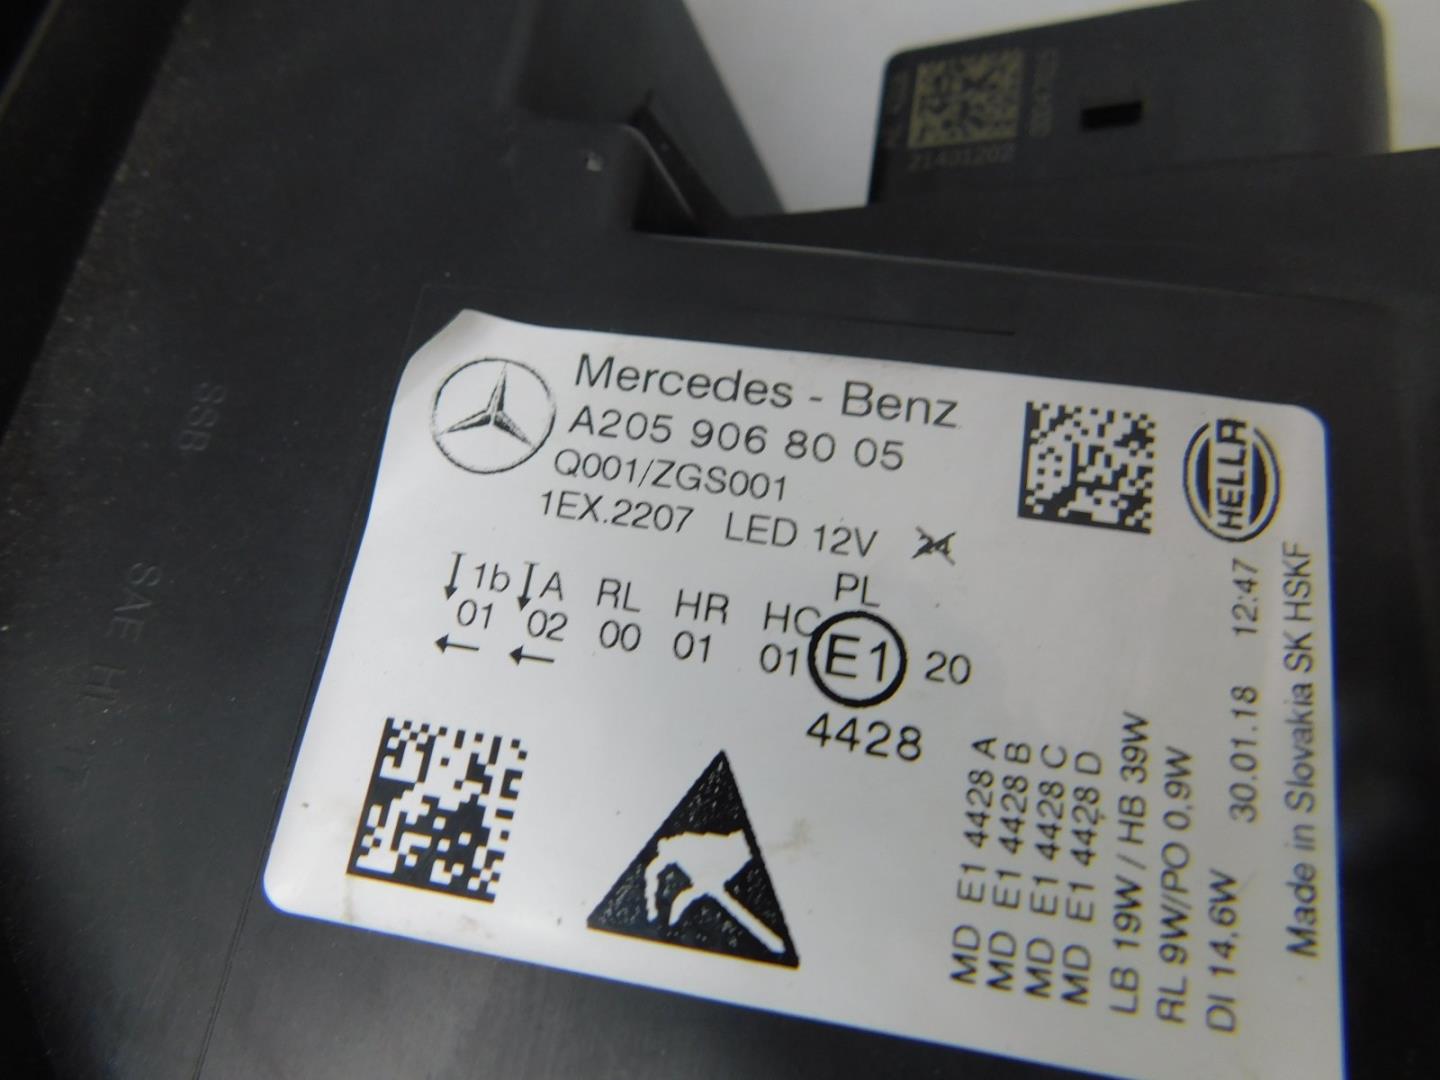 21431202
SSB
SAE
Mercedes - Benz
A205 906 80 05
Q001/ZGS001
1EX.2207 LED 12V 24
HELLA
1b A RL HR HC PL
01 02 00 01 01 E1 20
4428
MD E1 4428 A
MD E1 4428 B
MD E1 4428 C
MD E1 4428 D
LB 19W / HB 39W
RL 9W/PO 0,9W
DI 14,6W 30.01.18 12:47
Made in Slovakia SK HSKF